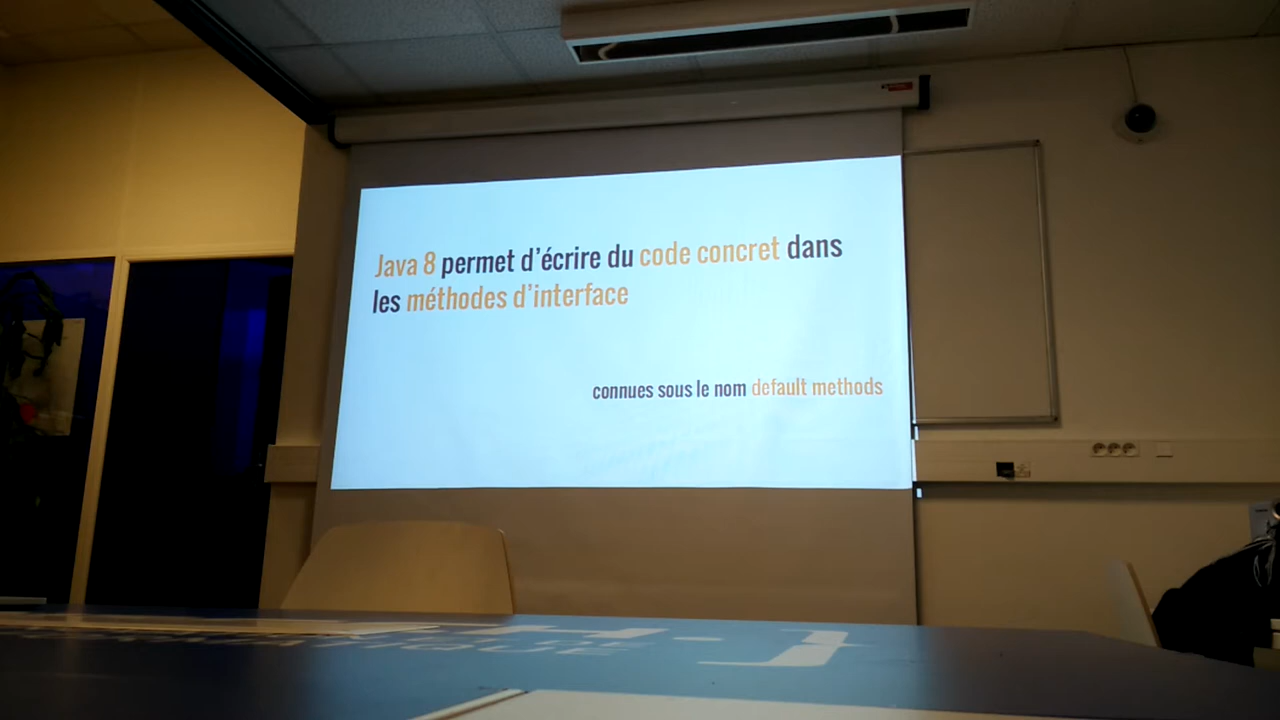 Java 8 permet d'écrire du code concret dans
les méthodes d'interface
connues sous le nom default methods